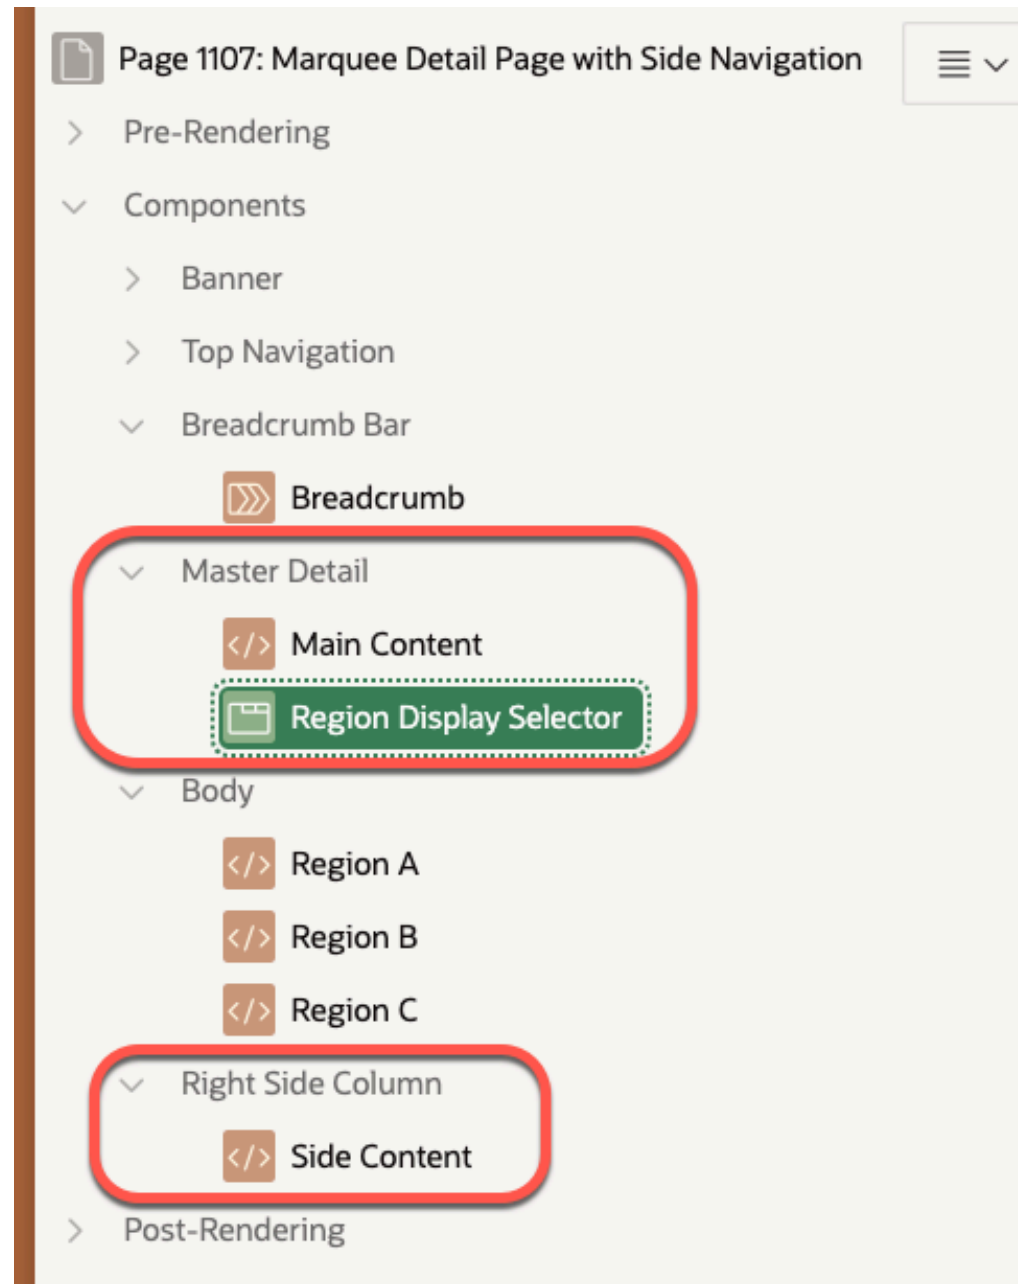 Page 1107: Marquee Detail Page with Side Navigation
Pre-Rendering
Components
Banner
Top Navigation
Breadcrumb Bar
Breadcrumb
Master Detail
Main Content
Region Display Selector
Body
Region A
Region B
Region C
Right Side Column
Side Content
Post-Rendering